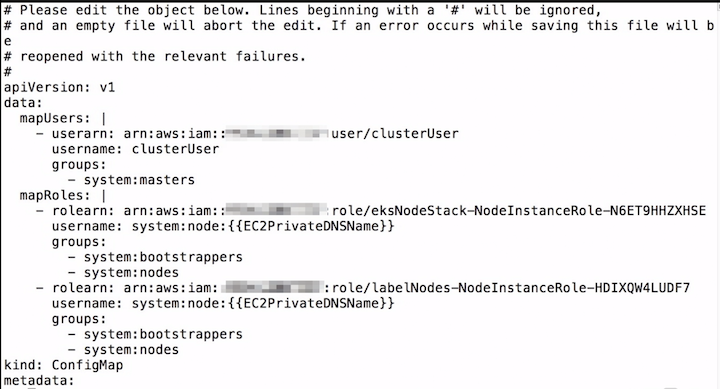 # Please edit the object below. Lines beginning with a '#' will be ignored,
# and an empty file will abort the edit. If an error occurs while saving this file will b
e
# reopened with the relevant failures.
#
apiVersion: v1
data:
  mapUsers: |
    - userarn: arn:aws:iam:: user/clusterUser
      username: clusterUser
      groups:
        - system:masters
  mapRoles: |
    - rolearn: arn:aws:iam:: :role/eksNodeStack-NodeInstanceRole-N6ET9HHZXHSE
      username: system:node:{{EC2PrivateDNSName}}
      groups:
        - system:bootstrappers
        - system:nodes
    - rolearn: arn:aws:iam: :role/labelNodes-NodeInstanceRole-HDIXQW4LUDF7
      username: system:node:{{EC2PrivateDNSName}}
      groups:
        - system:bootstrappers
        - system:nodes
kind: ConfigMap
metadata: